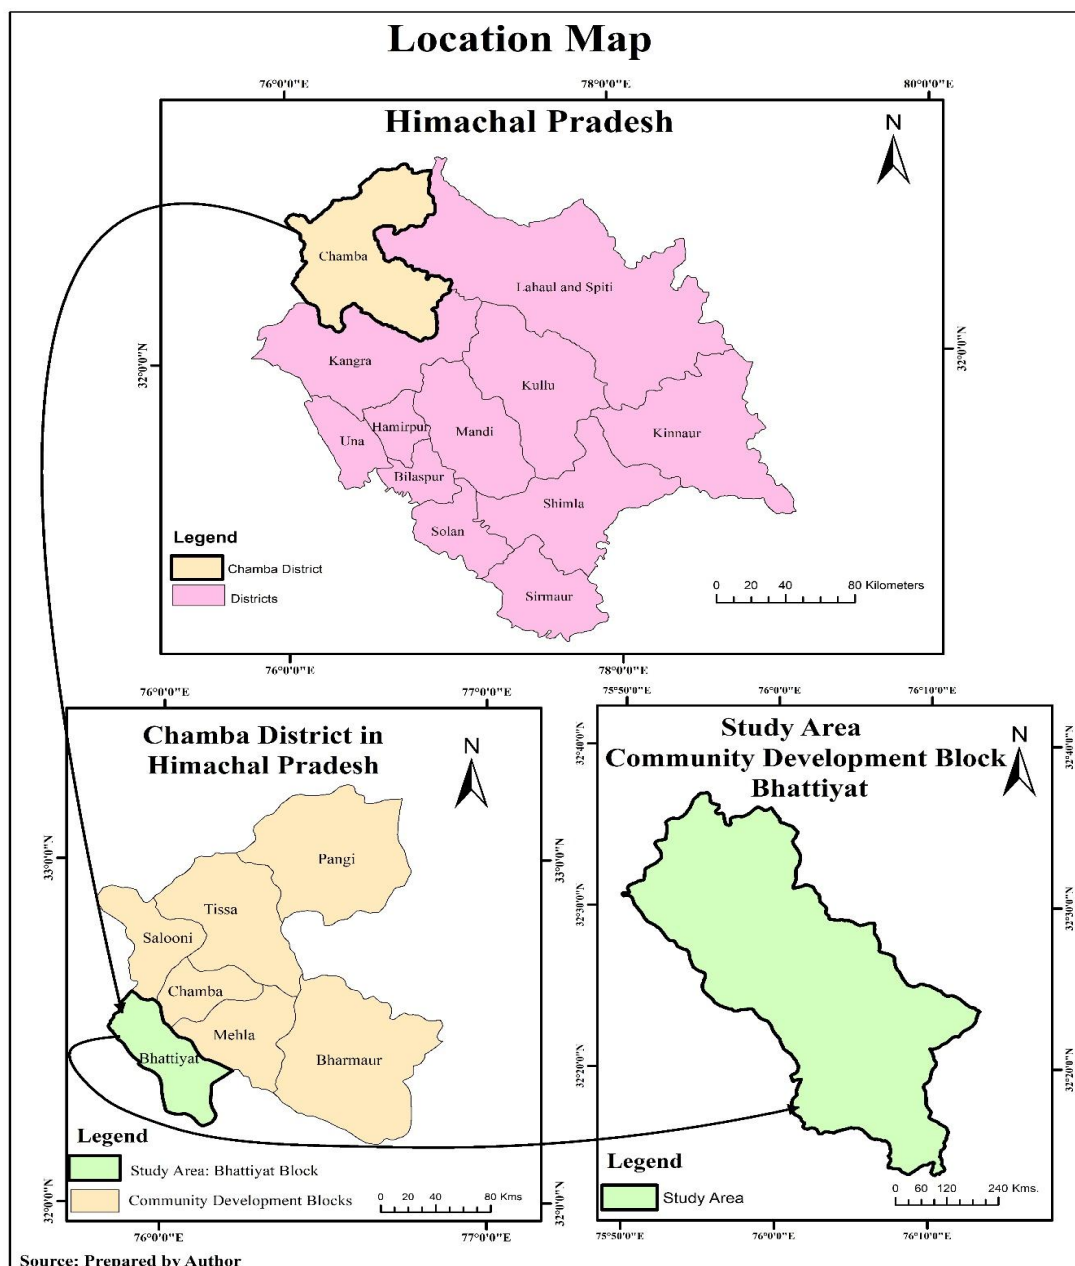 Location Map
76°0'0"E 78°0'0"E 80°0'0"E
Himachal Pradesh
N
Chamba
Lahaul and Spiti
32°0'0"N
32°0'0"N
Kangra
Kullu
Hamirpur
Mandi
Kinnaur
Una
Bilaspur
Shimla
Solan
Sirmaur
Legend
Chamba District
Districts
0 20 40 80 Kilometers
76°0'0"E 78°0'0"E
76°0'0"E 77°0'0"E
Chamba District in
Himachal Pradesh
N
33°0'0"N
33°0'0"N
Pangi
Tissa
Salooni
Chamba
Mehla
Bhattiyat
Bharmaur
Legend
Study Area: Bhattiyat Block
Community Development Blocks
0 20 40 80 Kms
32°0'0"N
32°0'0"N
76°0'0"E 77°0'0"E
75°50'0"E 76°0'0"E 76°10'0"E
Study Area
Community Development Block
Bhattiyat
N
32°40'0"N
32°40'0"N
32°30'0"N
32°30'0"N
32°20'0"N
32°20'0"N
Legend
Study Area
0 60 120 240 Kms.
75°50'0"E 76°0'0"E 76°10'0"E
Source: Prepared by Author